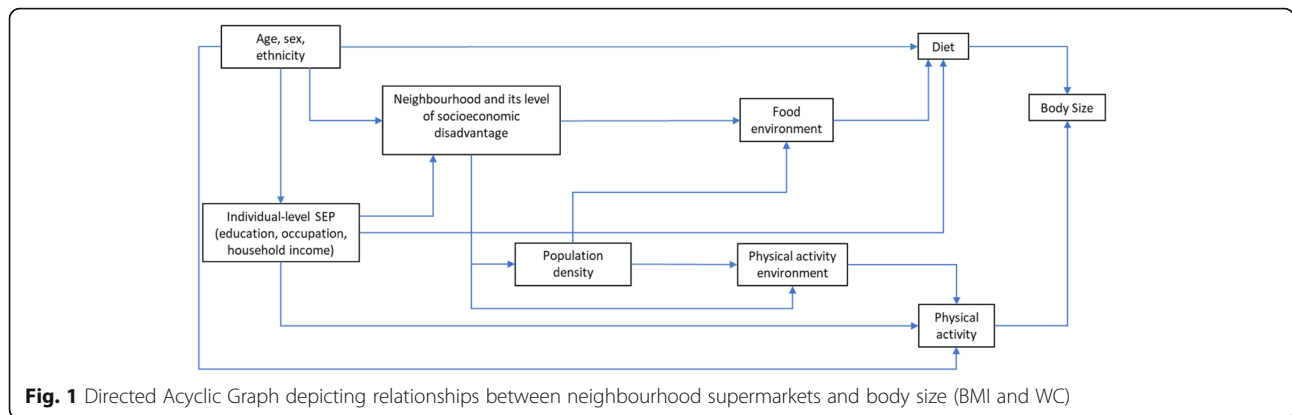 Age, sex,
ethnicity
Diet
Neighbourhood and its level
of socioeconomic
disadvantage
Food
environment
Body Size
Individual-level SEP
(education, occupation,
household income)
Population
density
Physical activity
environment
Physical
activity
Fig. 1 Directed Acyclic Graph depicting relationships between neighbourhood supermarkets and body size (BMI and WC)